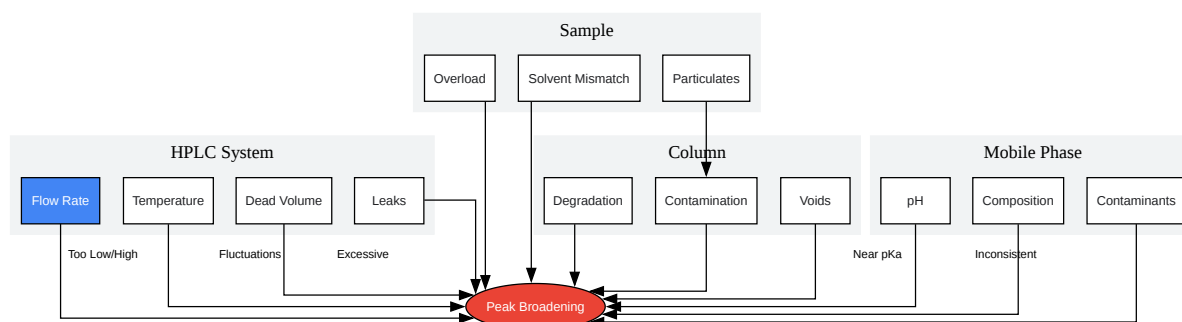 Sample
Overload
Solvent Mismatch
Particulates
HPLC System
Column
Mobile Phase
Flow Rate
Temperature
Dead Volume
Leaks
Degradation
Contamination
Voids
pH
Composition
Contaminants
Too Low/High
Fluctuations
Excessive
Near pKa
Inconsistent
Peak Broadening